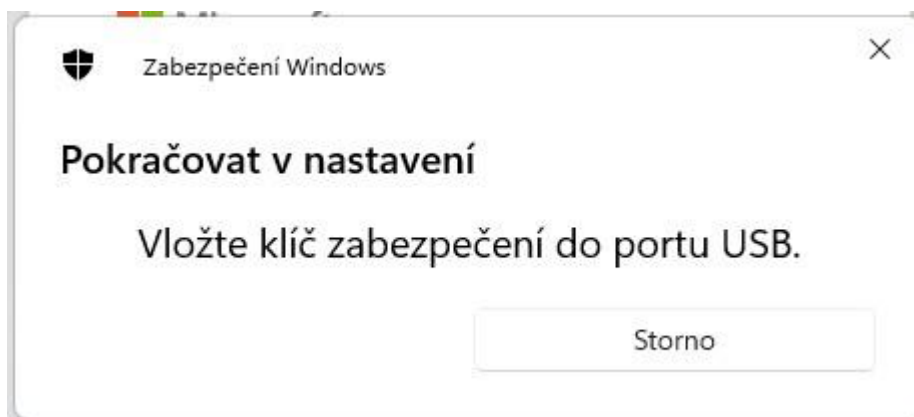 Zabezpečení Windows
Pokračovat v nastavení
Vložte klíč zabezpečení do portu USB.
Storno